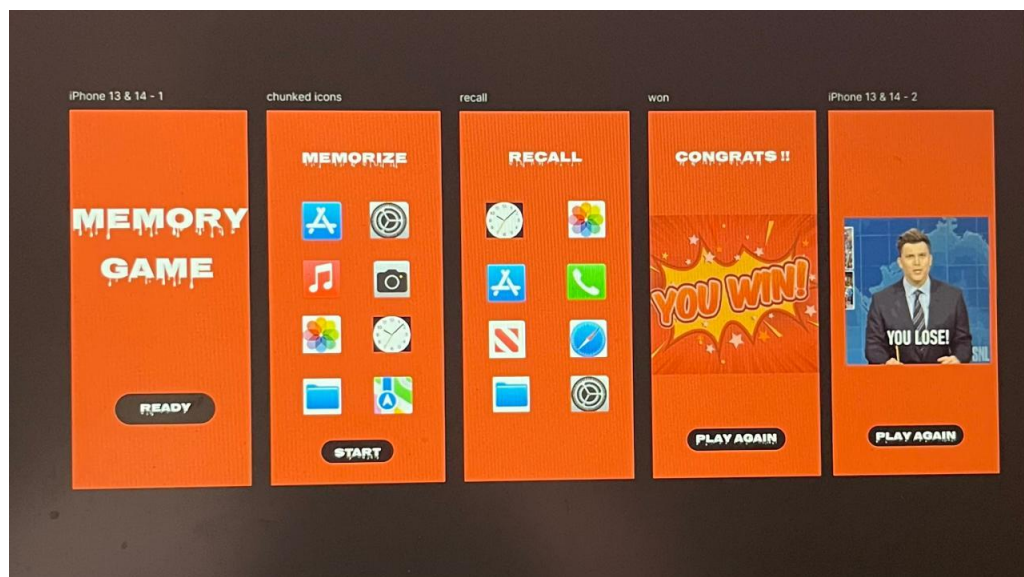 iPhone 13 & 14 - 1
MEMORY
GAME
READY
chunked icons
MEMORIZE
START
recall
RECALL
won
CONGRATS !!
YOU WIN!
PLAY AGAIN
iPhone 13 & 14 - 2
YOU LOSE!
SNL
PLAY AGAIN